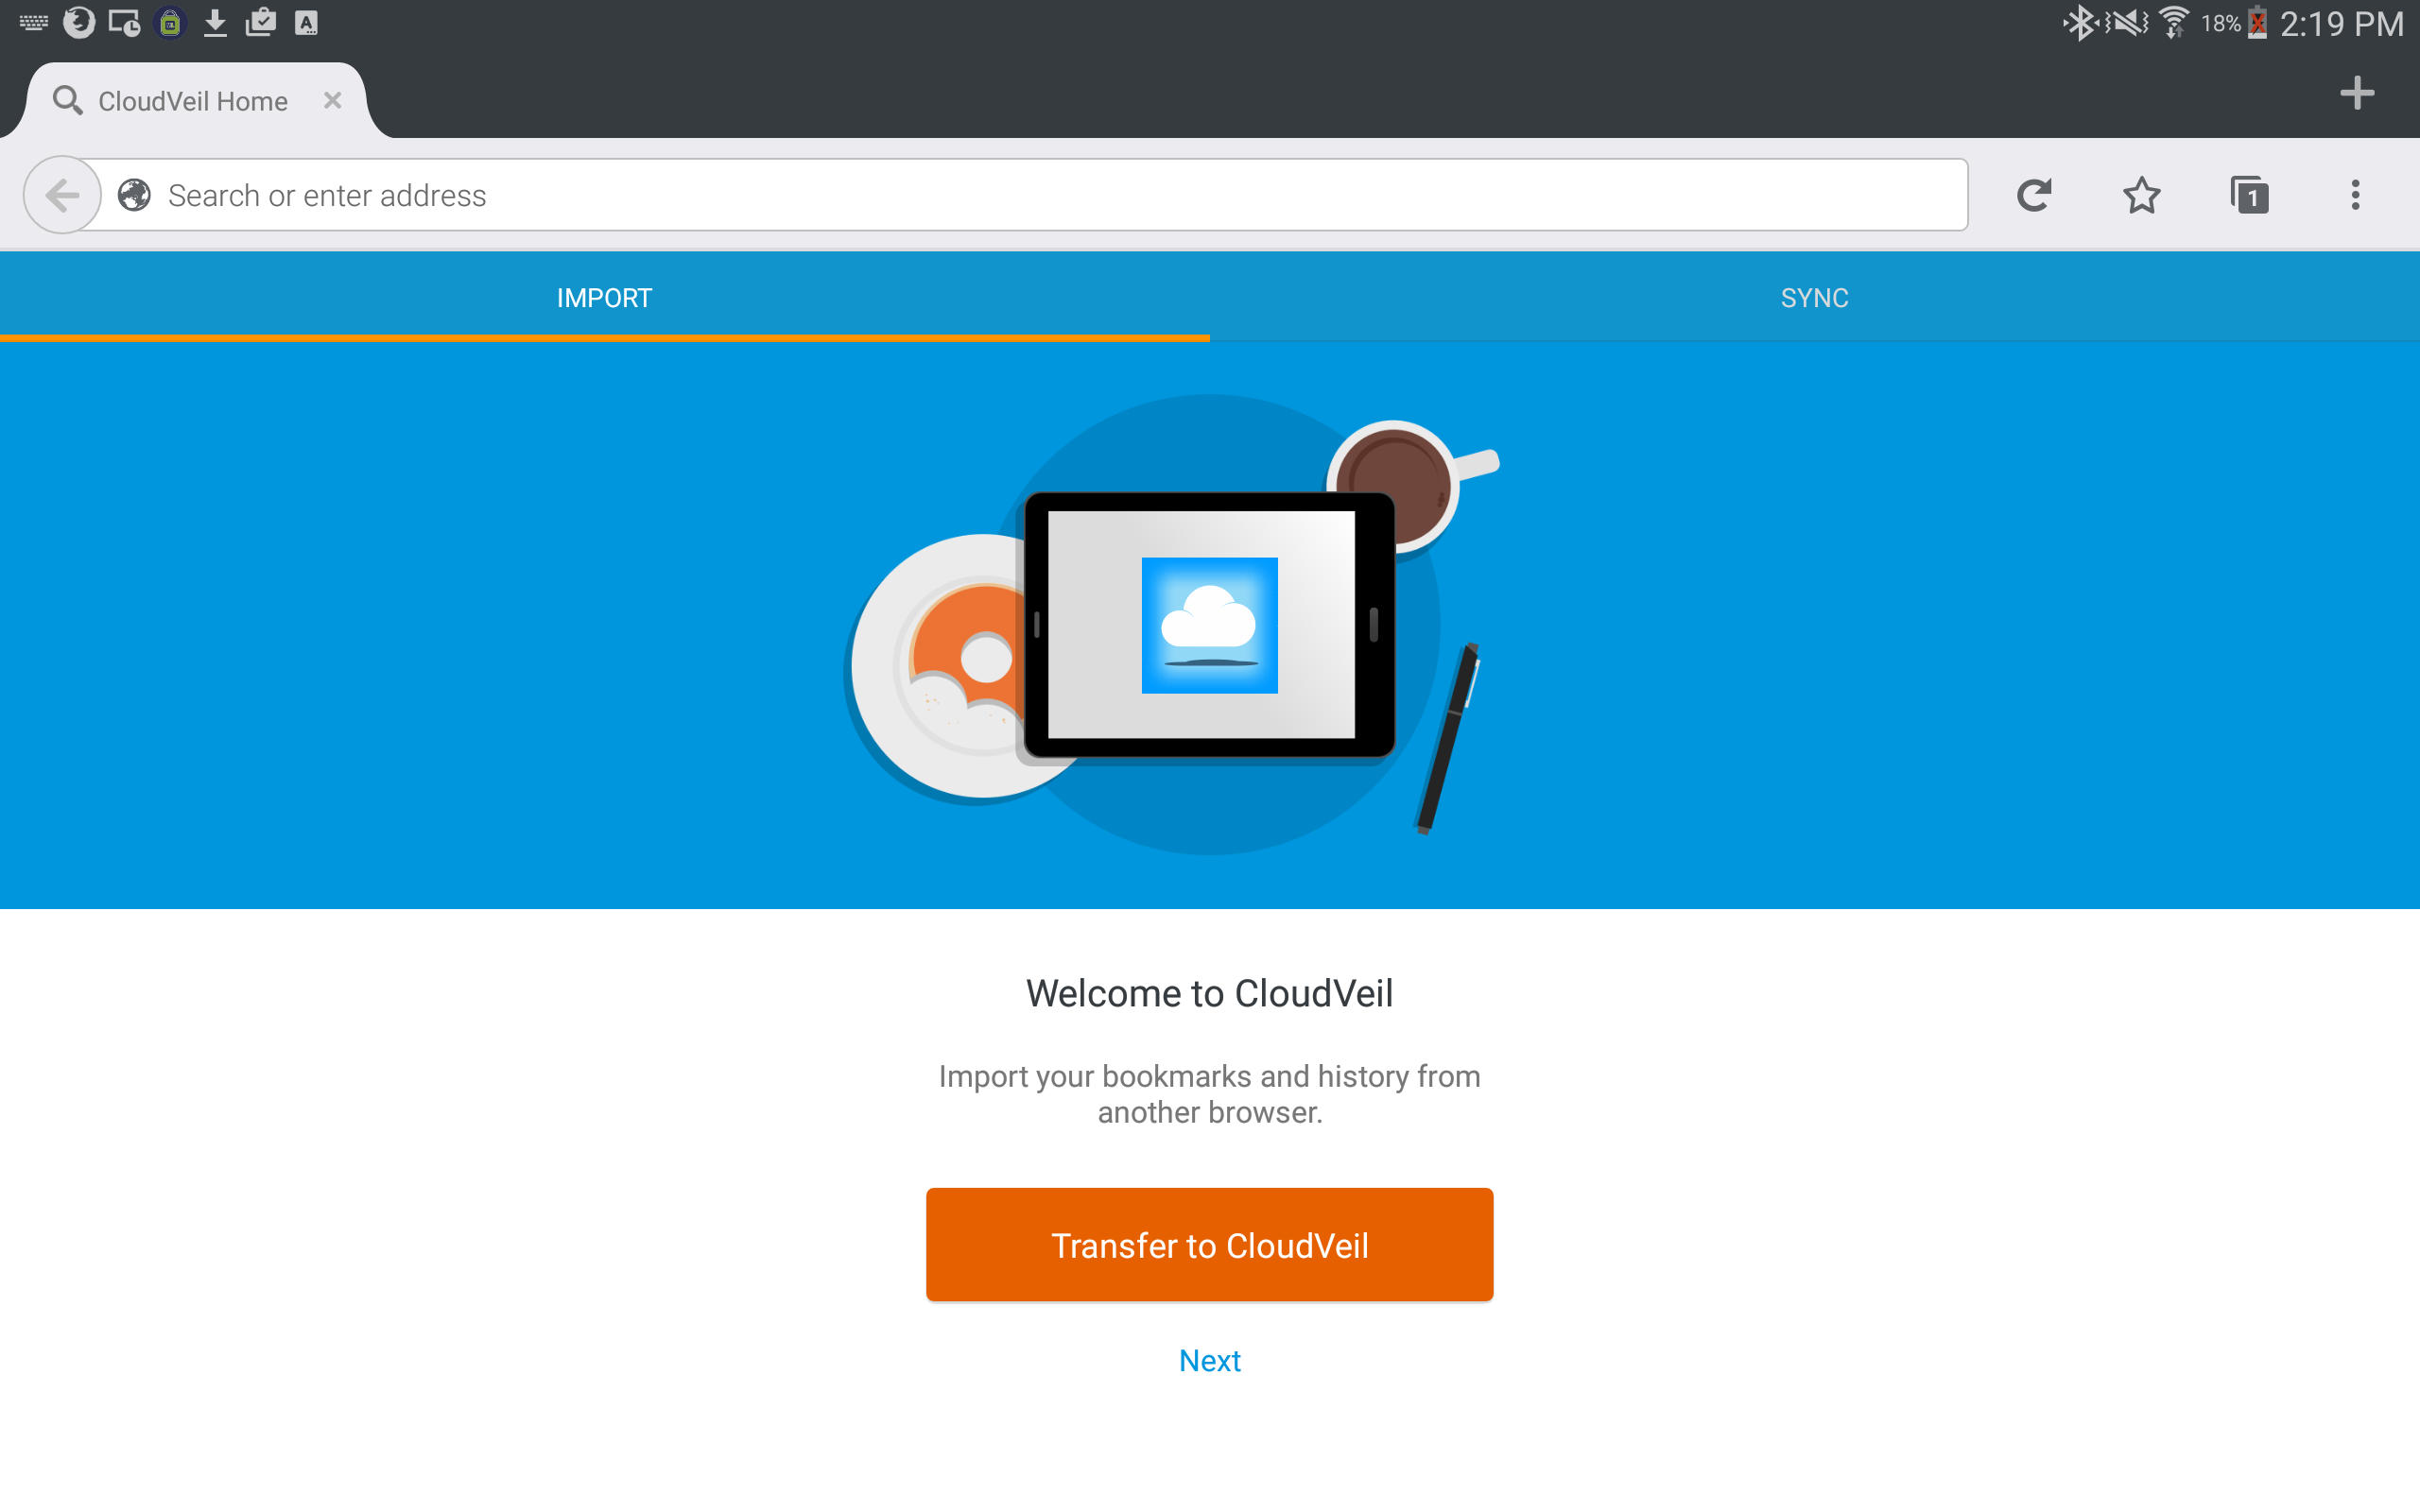 18% 2:19 PM
CloudVeil Home
Search or enter address
1
IMPORT SYNC
Welcome to CloudVeil
Import your bookmarks and history from
another browser.
Transfer to CloudVeil
Next